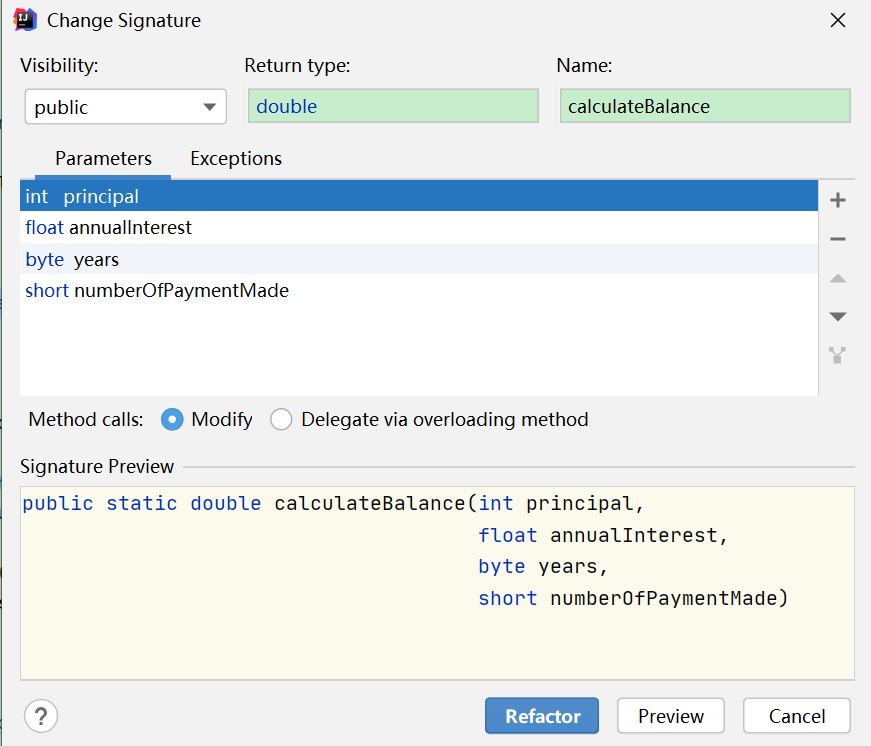 Change Signature
Visibility: Return type: Name:
public double calculateBalance
Parameters Exceptions
int principal
float annualInterest
byte years
short numberOfPaymentMade
Method calls: Modify Delegate via overloading method
Signature Preview
public static double calculateBalance(int principal,
float annualInterest,
byte years,
short numberOfPaymentMade)
? Refactor Preview Cancel